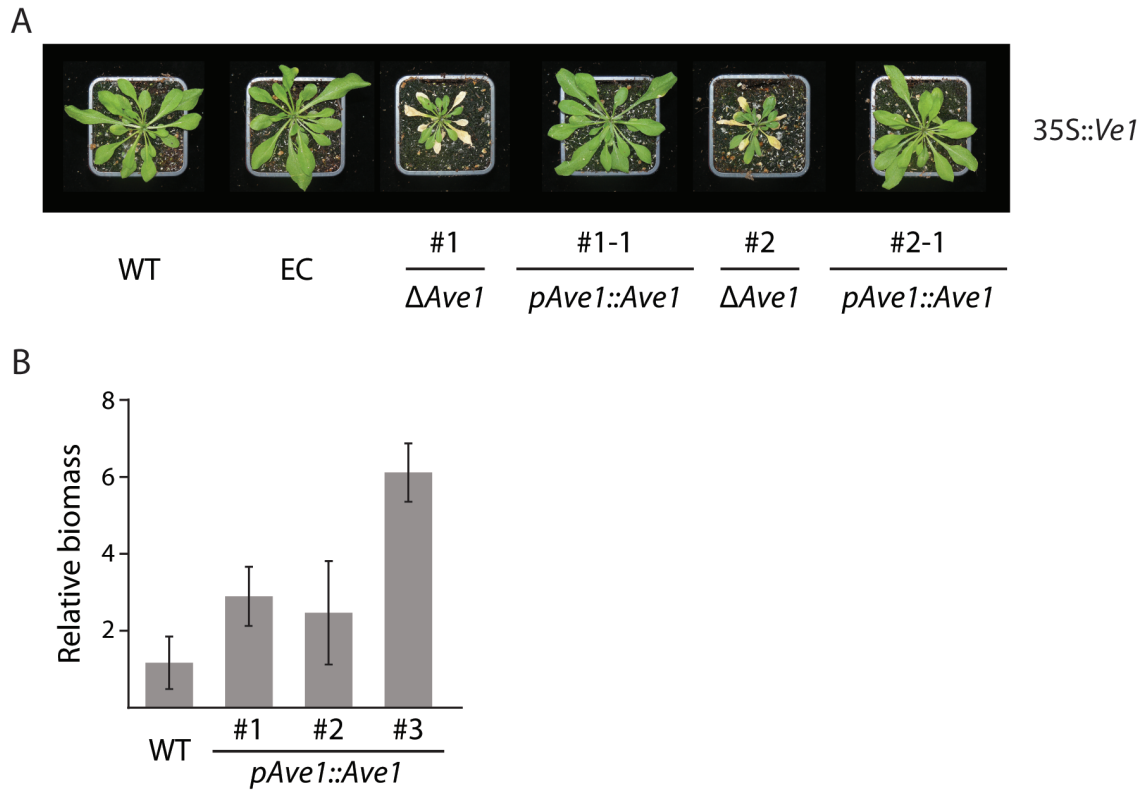 A
35S::Ve1
WT
EC
#1
ΔAve1
#1-1
pAve1::Ave1
#2
ΔAve1
#2-1
pAve1::Ave1
B
Relative biomass
8
6
4
2
WT
#1 #2 #3
pAve1::Ave1